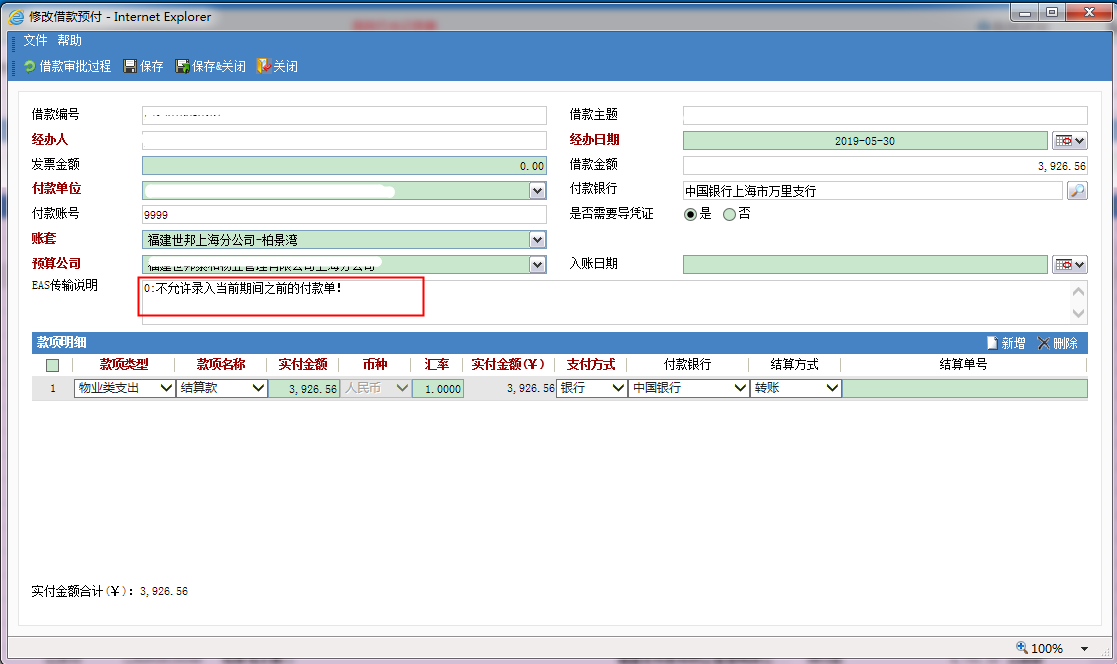 修改借款预付 - Internet Explorer
文件 帮助
借款审批过程 保存 保存&关闭 关闭
借款编号 借款主题
经办人 经办日期 2019-05-30
发票金额 0.00 借款金额 3,926.56
付款单位 付款银行 中国银行上海市万里支行
付款账号 9999 是否需要导凭证 是 否
账套 福建世邦上海分公司-柏景湾
预算公司 入账日期
EAS传输说明 0:不允许录入当前期间之前的付款单!
款项明细 新增 删除
款项类型 款项名称 实付金额 币种 汇率 实付金额(¥) 支付方式 付款银行 结算方式 结算单号
1 物业类支出 结算款 3,926.56 人民币 1.0000 3,926.56 银行 中国银行 转账
实付金额合计(¥): 3,926.56
100%